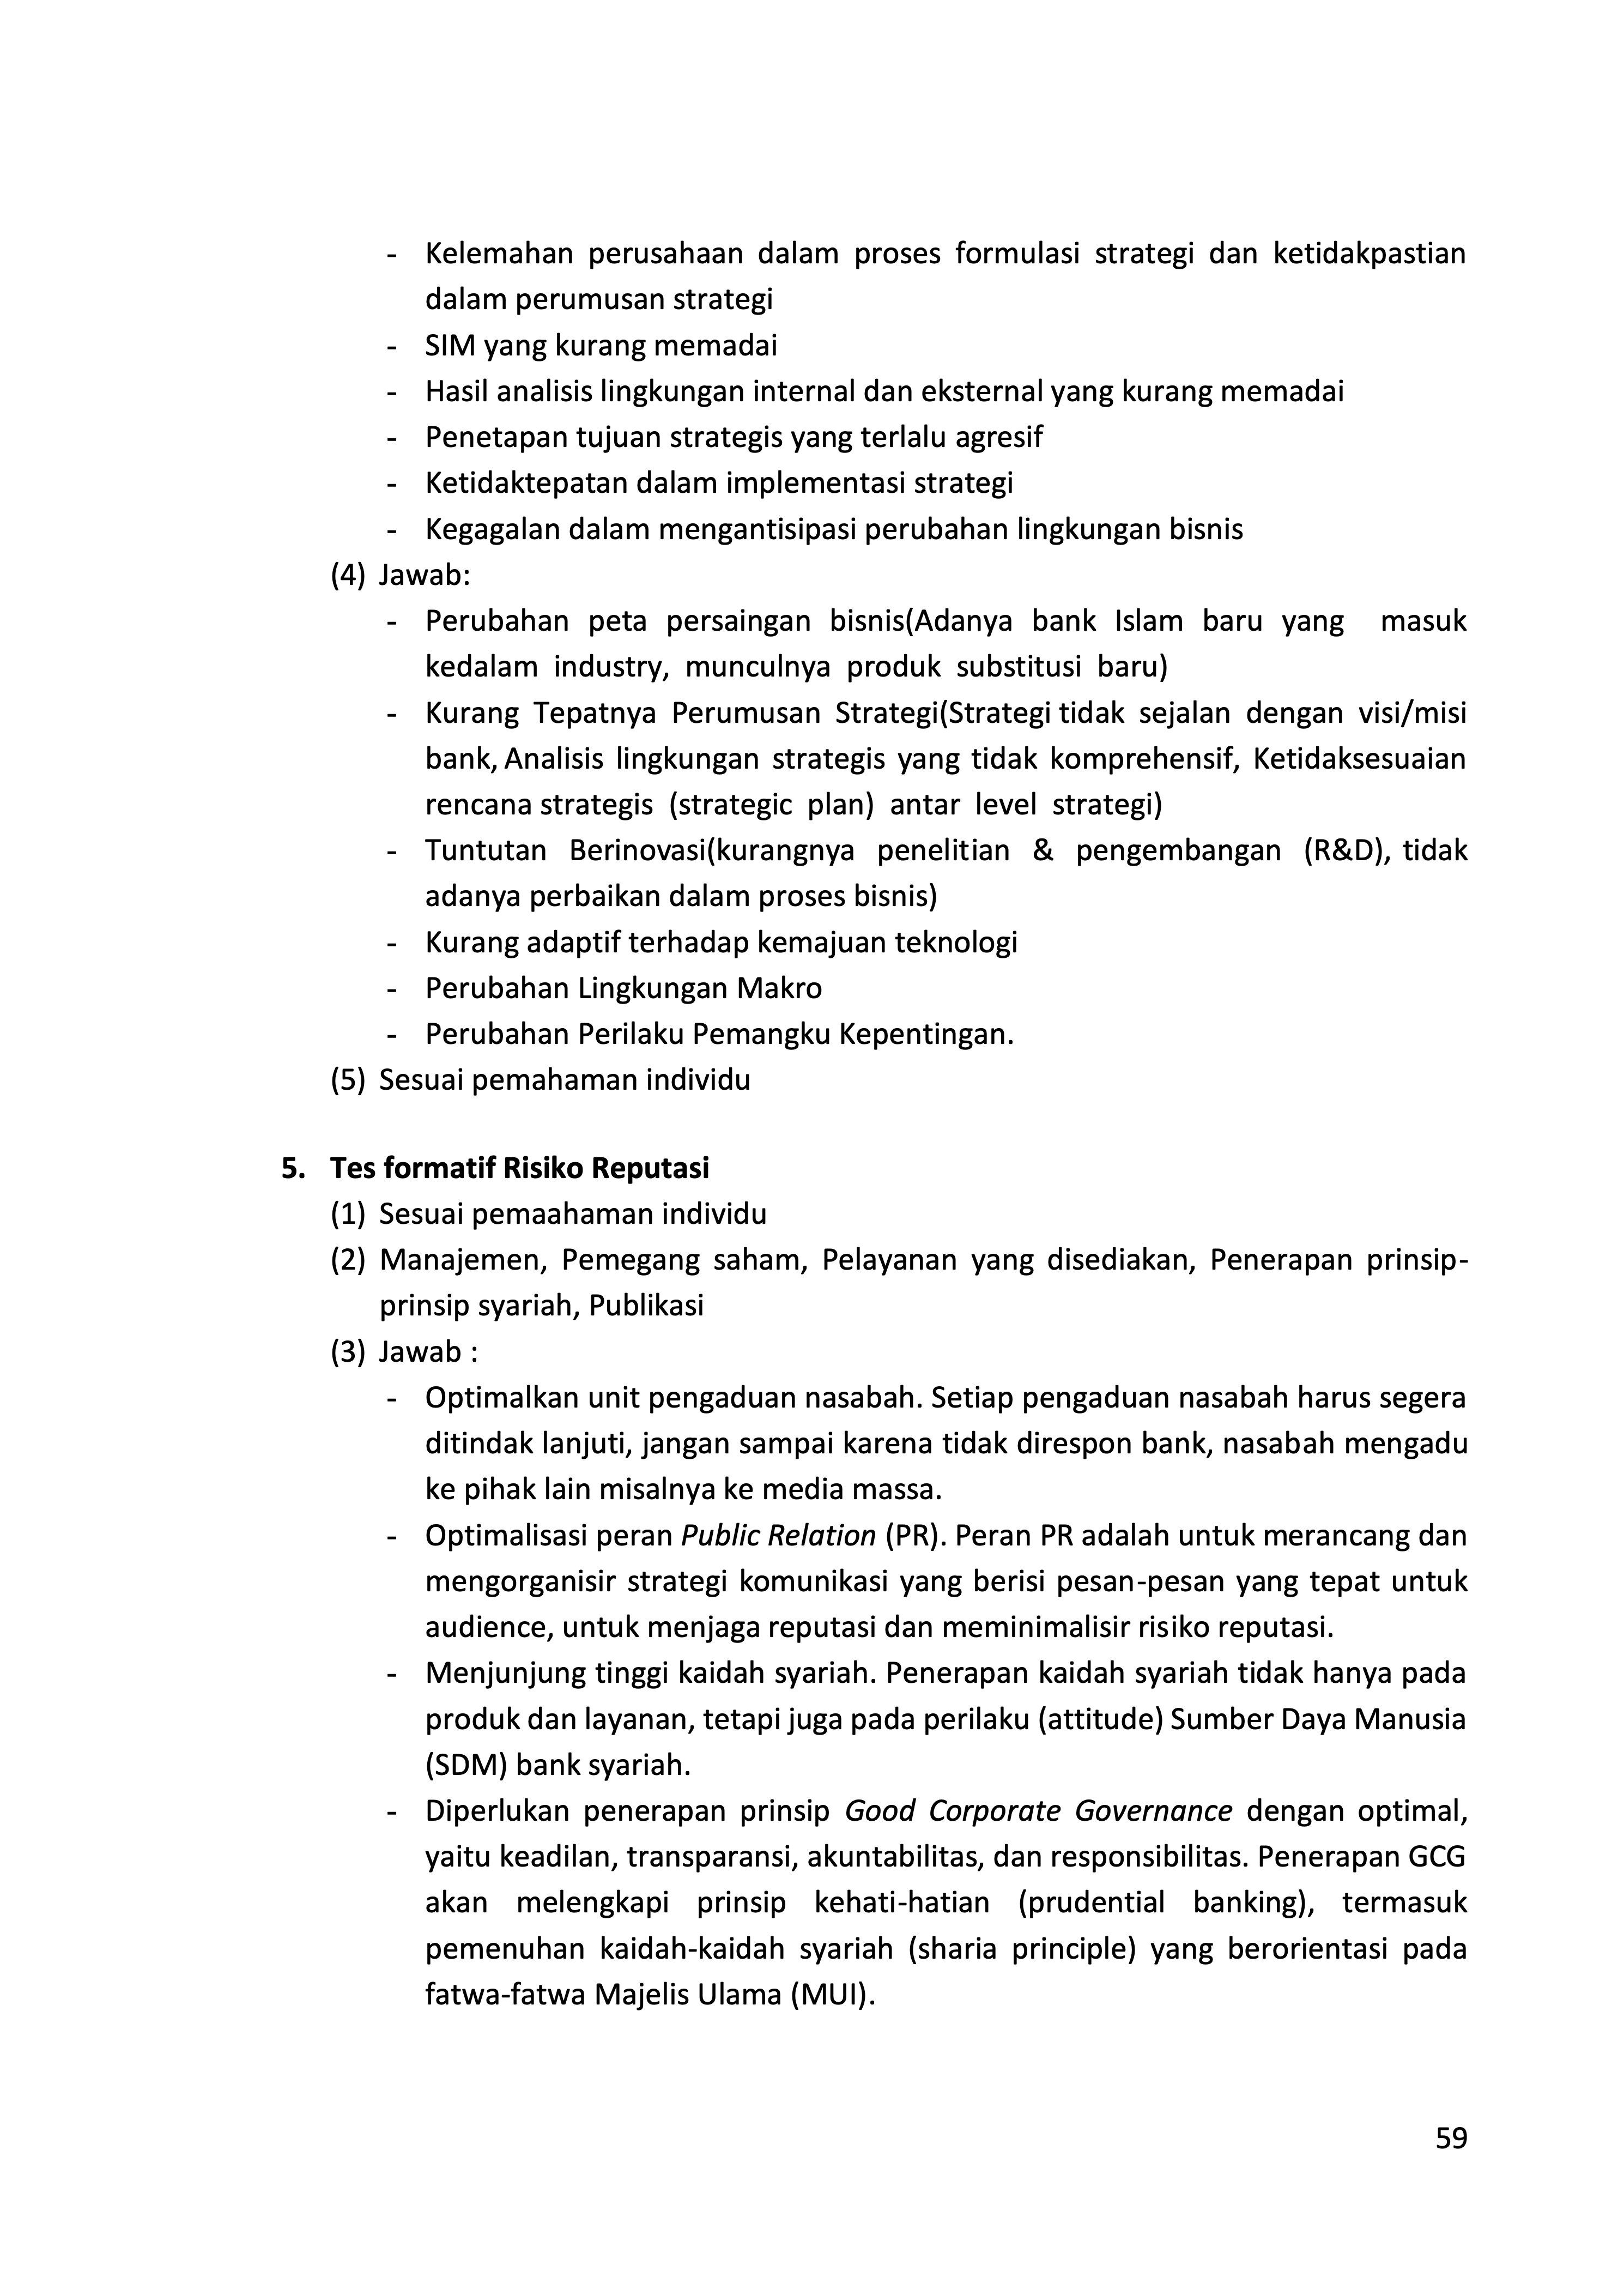 - Kelemahan perusahaan dalam proses formulasi strategi dan ketidakpastian
dalam perumusan strategi
- SIM yang kurang memadai
- Hasil analisis lingkungan internal dan eksternal yang kurang memadai
- Penetapan tujuan strategis yang terlalu agresif
- Ketidaktepatan dalam implementasi strategi
- Kegagalan dalam mengantisipasi perubahan lingkungan bisnis
(4) Jawab:
- Perubahan peta persaingan bisnis(Adanya bank Islam baru yang masuk
kedalam industry, munculnya produk substitusi baru)
- Kurang Tepatnya Perumusan Strategi(Strategi tidak sejalan dengan visi/misi
bank, Analisis lingkungan strategis yang tidak komprehensif, Ketidaksesuaian
rencana strategis (strategic plan) antar level strategi)
- Tuntutan Berinovasi(kurangnya penelitian & pengembangan (R&D), tidak
adanya perbaikan dalam proses bisnis)
- Kurang adaptif terhadap kemajuan teknologi
- Perubahan Lingkungan Makro
- Perubahan Perilaku Pemangku Kepentingan.
(5) Sesuai pemahaman individu
5. Tes formatif Risiko Reputasi
(1) Sesuai pemaahaman individu
(2) Manajemen, Pemegang saham, Pelayanan yang disediakan, Penerapan prinsip-
prinsip syariah, Publikasi
(3) Jawab :
- Optimalkan unit pengaduan nasabah. Setiap pengaduan nasabah harus segera
ditindak lanjuti, jangan sampai karena tidak direspon bank, nasabah mengadu
ke pihak lain misalnya ke media massa.
- Optimalisasi peran Public Relation (PR). Peran PR adalah untuk merancang dan
mengorganisir strategi komunikasi yang berisi pesan-pesan yang tepat untuk
audience, untuk menjaga reputasi dan meminimalisir risiko reputasi.
- Menjunjung tinggi kaidah syariah. Penerapan kaidah syariah tidak hanya pada
produk dan layanan, tetapi juga pada perilaku (attitude) Sumber Daya Manusia
(SDM) bank syariah.
- Diperlukan penerapan prinsip Good Corporate Governance dengan optimal,
yaitu keadilan, transparansi, akuntabilitas, dan responsibilitas. Penerapan GCG
akan melengkapi prinsip kehati-hatian (prudential banking), termasuk
pemenuhan kaidah-kaidah syariah (sharia principle) yang berorientasi pada
fatwa-fatwa Majelis Ulama (MUI).
59